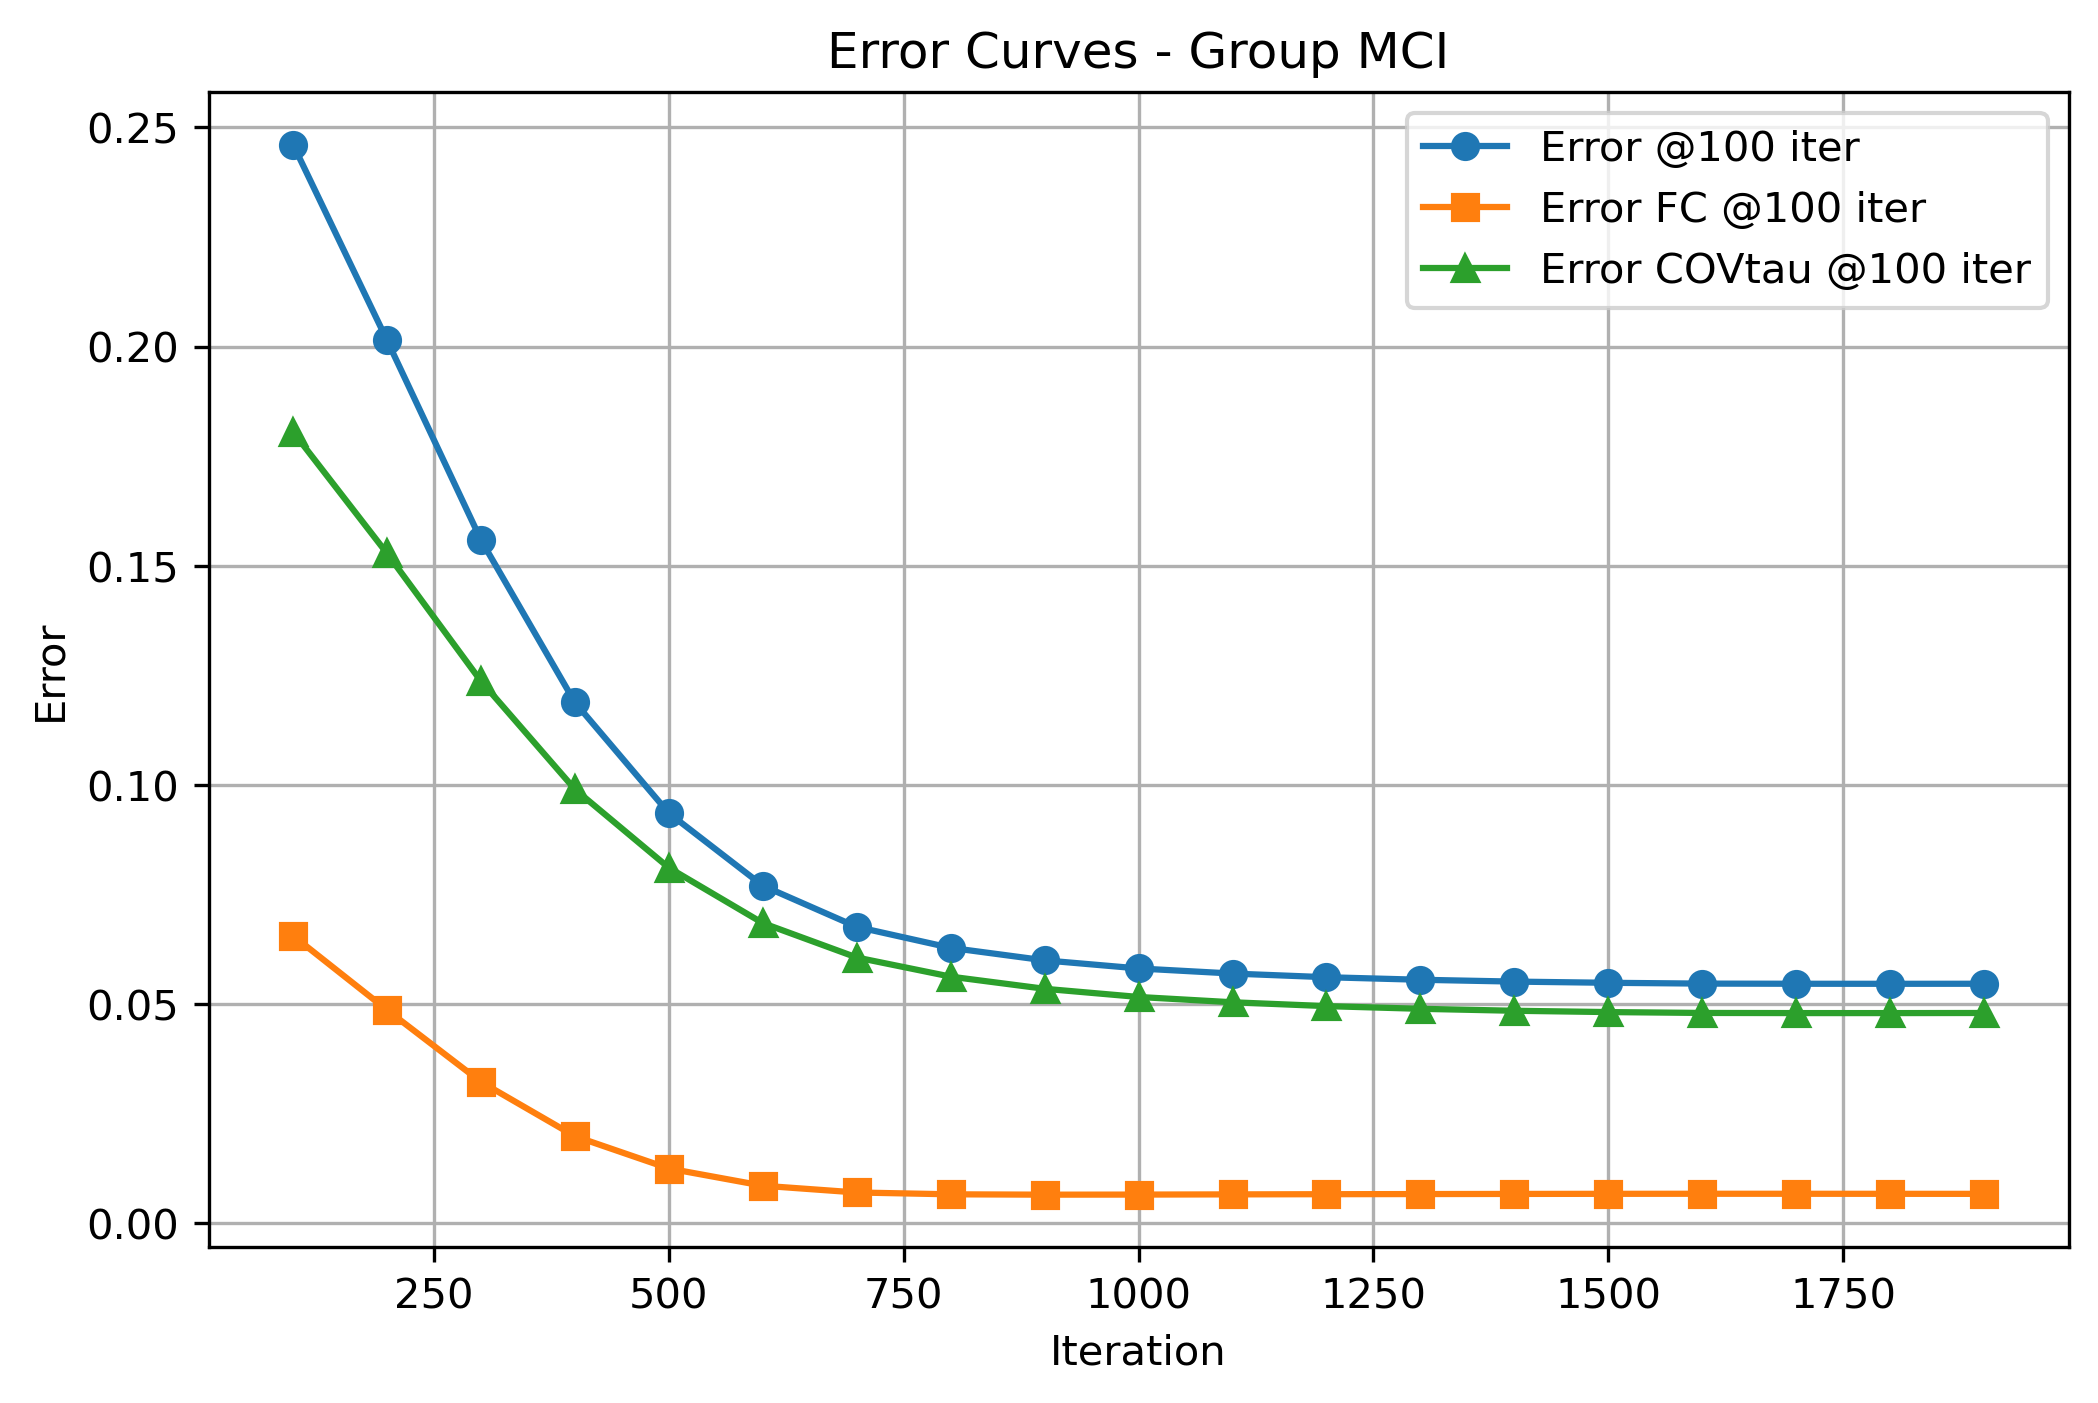 Error Curves - Group MCI
Error @100 iter
Error FC @100 iter
Error COVtau @100 iter
Error
0.25
0.20
0.15
0.10
0.05
0.00
250 500 750 1000 1250 1500 1750
Iteration